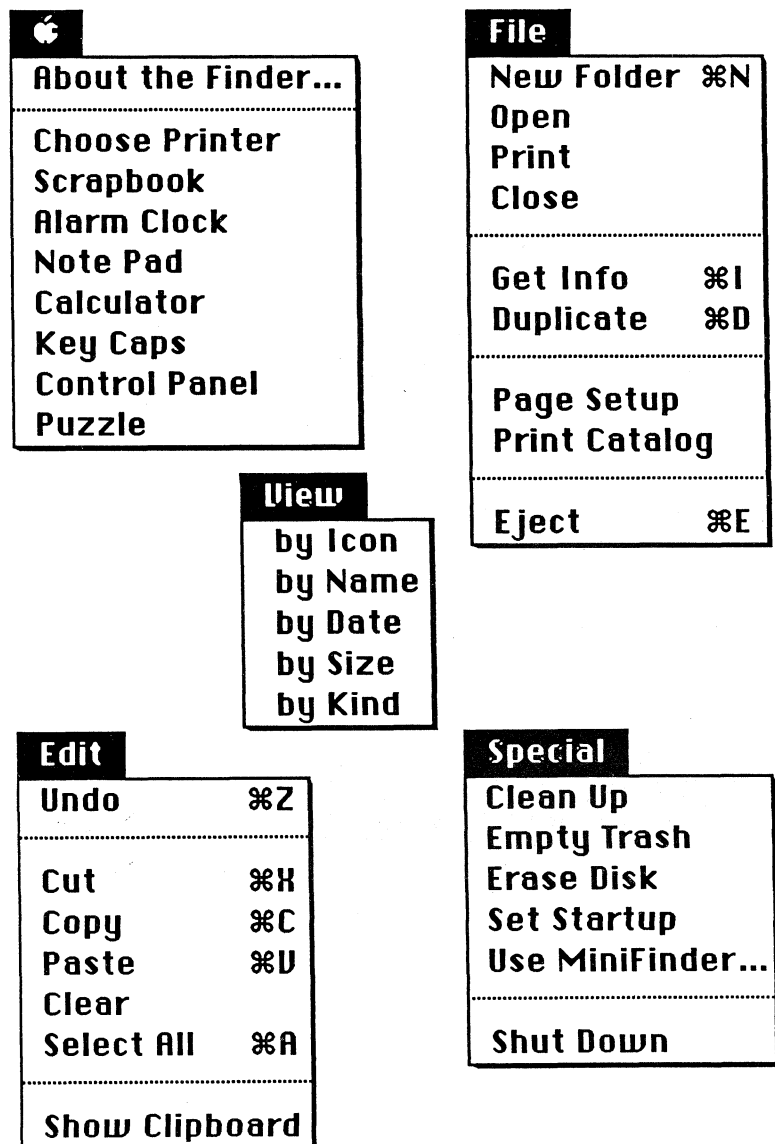 About the Finder...
Choose Printer
Scrapbook
Alarm Clock
Note Pad
Calculator
Key Caps
Control Panel
Puzzle
File
New Folder ⌘N
Open
Print
Close
Get Info ⌘I
Duplicate ⌘D
Page Setup
Print Catalog
Eject ⌘E
View
by Icon
by Name
by Date
by Size
by Kind
Edit
Undo ⌘Z
Cut ⌘X
Copy ⌘C
Paste ⌘V
Clear
Select All ⌘A
Show Clipboard
Special
Clean Up
Empty Trash
Erase Disk
Set Startup
Use MiniFinder...
Shut Down